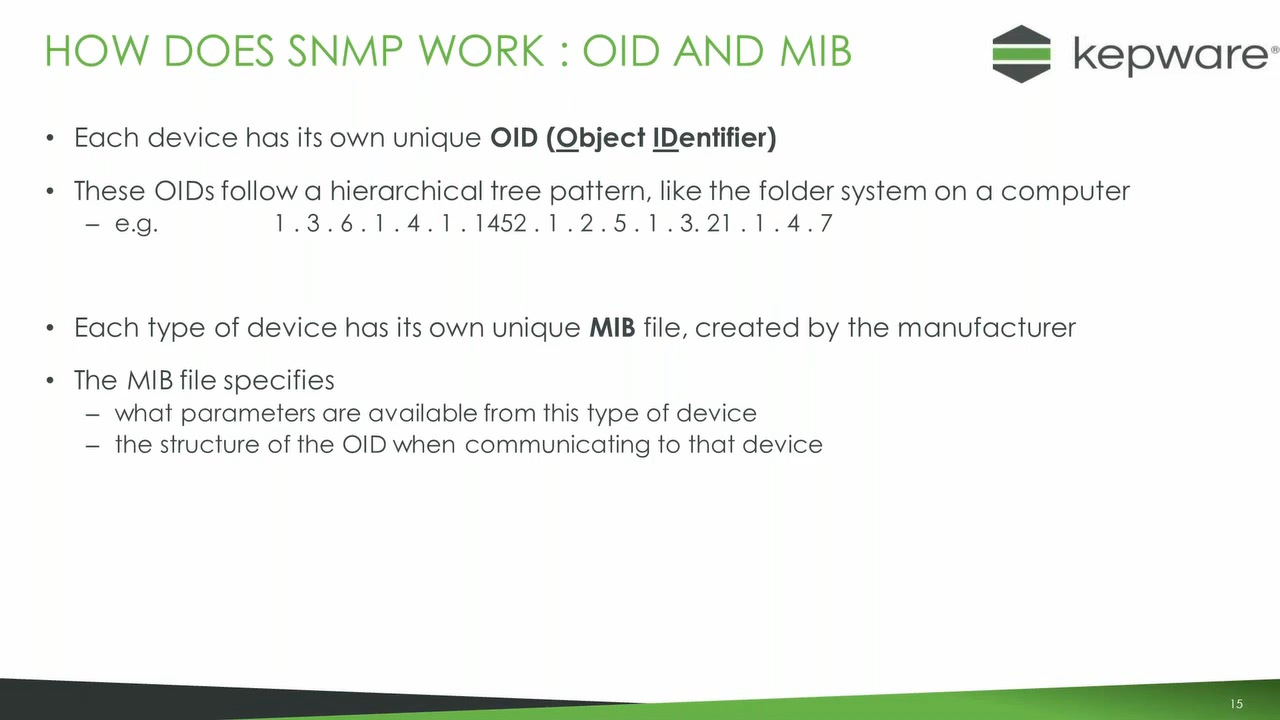 HOW DOES SNMP WORK : OID AND MIB
kepware®
• Each device has its own unique OID (Object IDentifier)
• These OIDs follow a hierarchical tree pattern, like the folder system on a computer
– e.g. 1 . 3 . 6 . 1 . 4 . 1 . 1452 . 1 . 2 . 5 . 1 . 3. 21 . 1 . 4 . 7
• Each type of device has its own unique MIB file, created by the manufacturer
• The MIB file specifies
– what parameters are available from this type of device
– the structure of the OID when communicating to that device
15